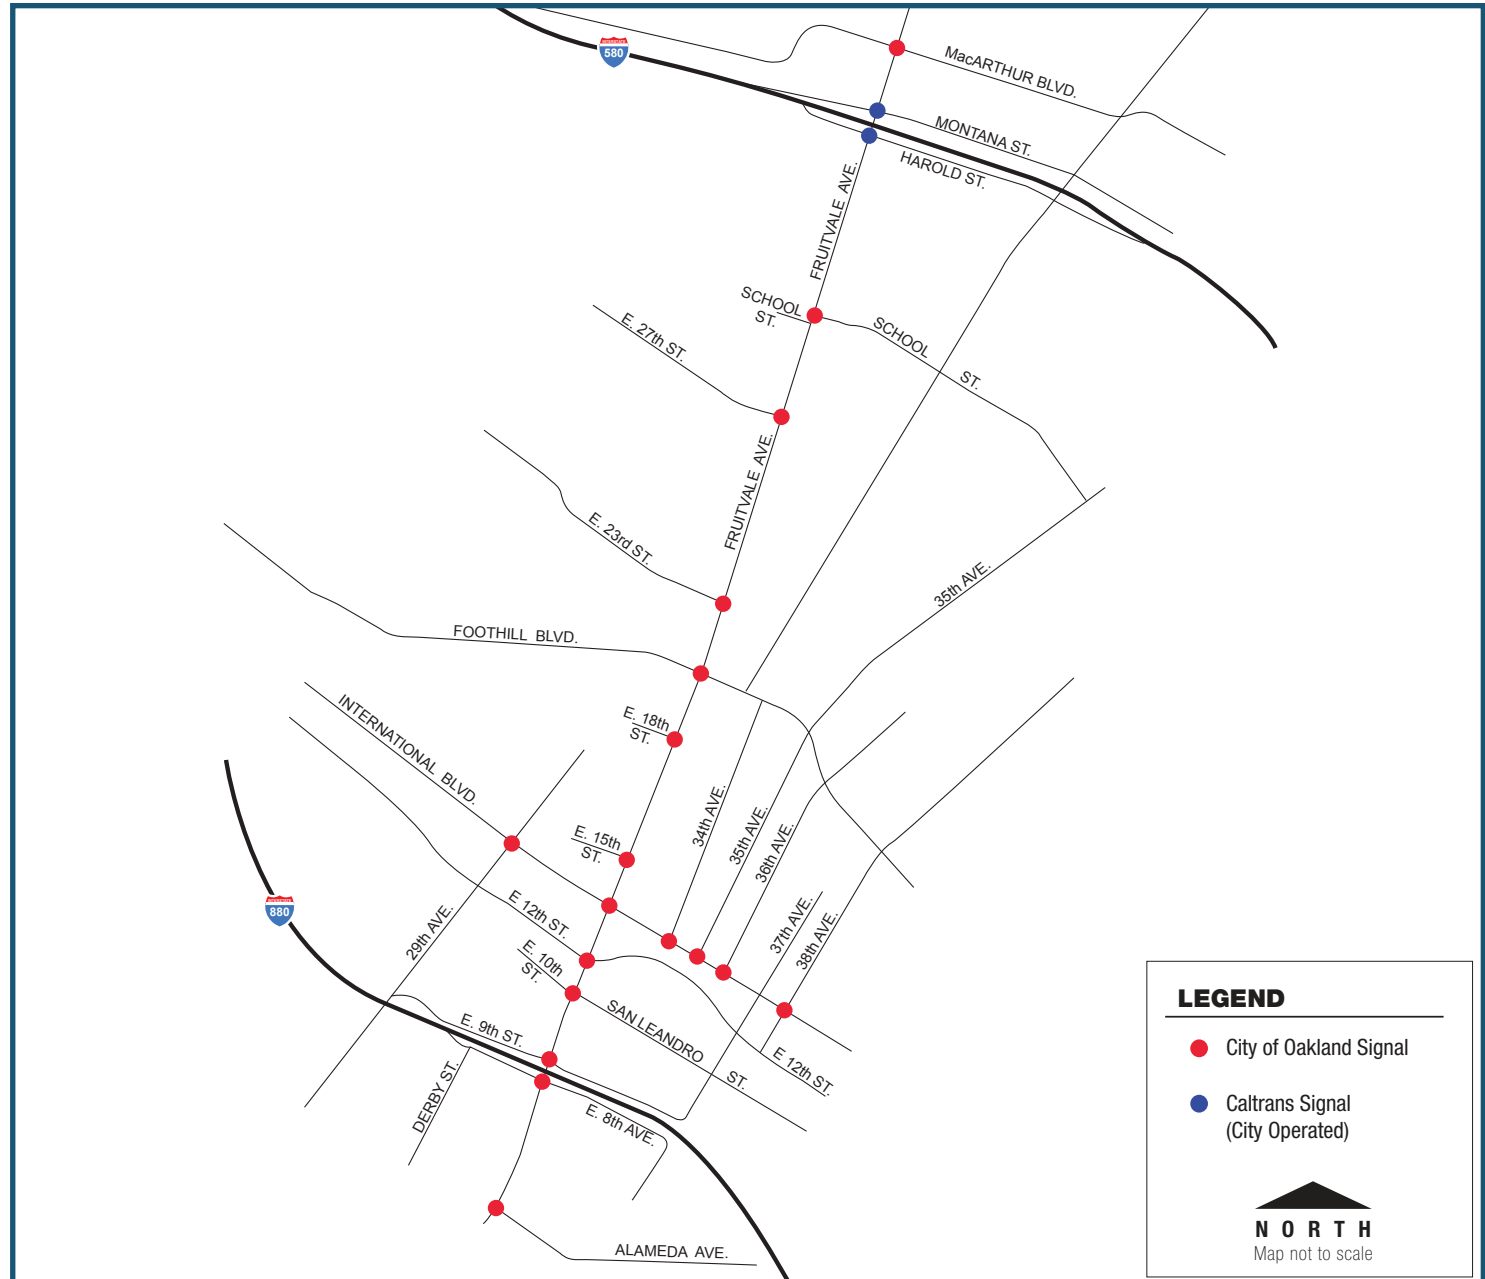 INTERSTATE
580
MacARTHUR BLVD.
MONTANA ST.
HAROLD ST.
FRUITVALE AVE.
SCHOOL
ST.
SCHOOL
ST.
E. 27th ST.
FRUITVALE AVE.
E. 23rd ST.
35th AVE.
FOOTHILL BLVD.
INTERNATIONAL BLVD.
E. 18th
ST.
34th AVE.
35th AVE.
36th AVE.
E. 15th
ST.
INTERSTATE
880
29th AVE.
E 12th ST.
37th AVE.
38th AVE.
E. 10th
ST.
SAN LEANDRO
ST.
E 12th ST.
E. 9th ST.
DERBY ST.
E. 8th AVE.
ALAMEDA AVE.
LEGEND
City of Oakland Signal
Caltrans Signal
(City Operated)
NORTH
Map not to scale